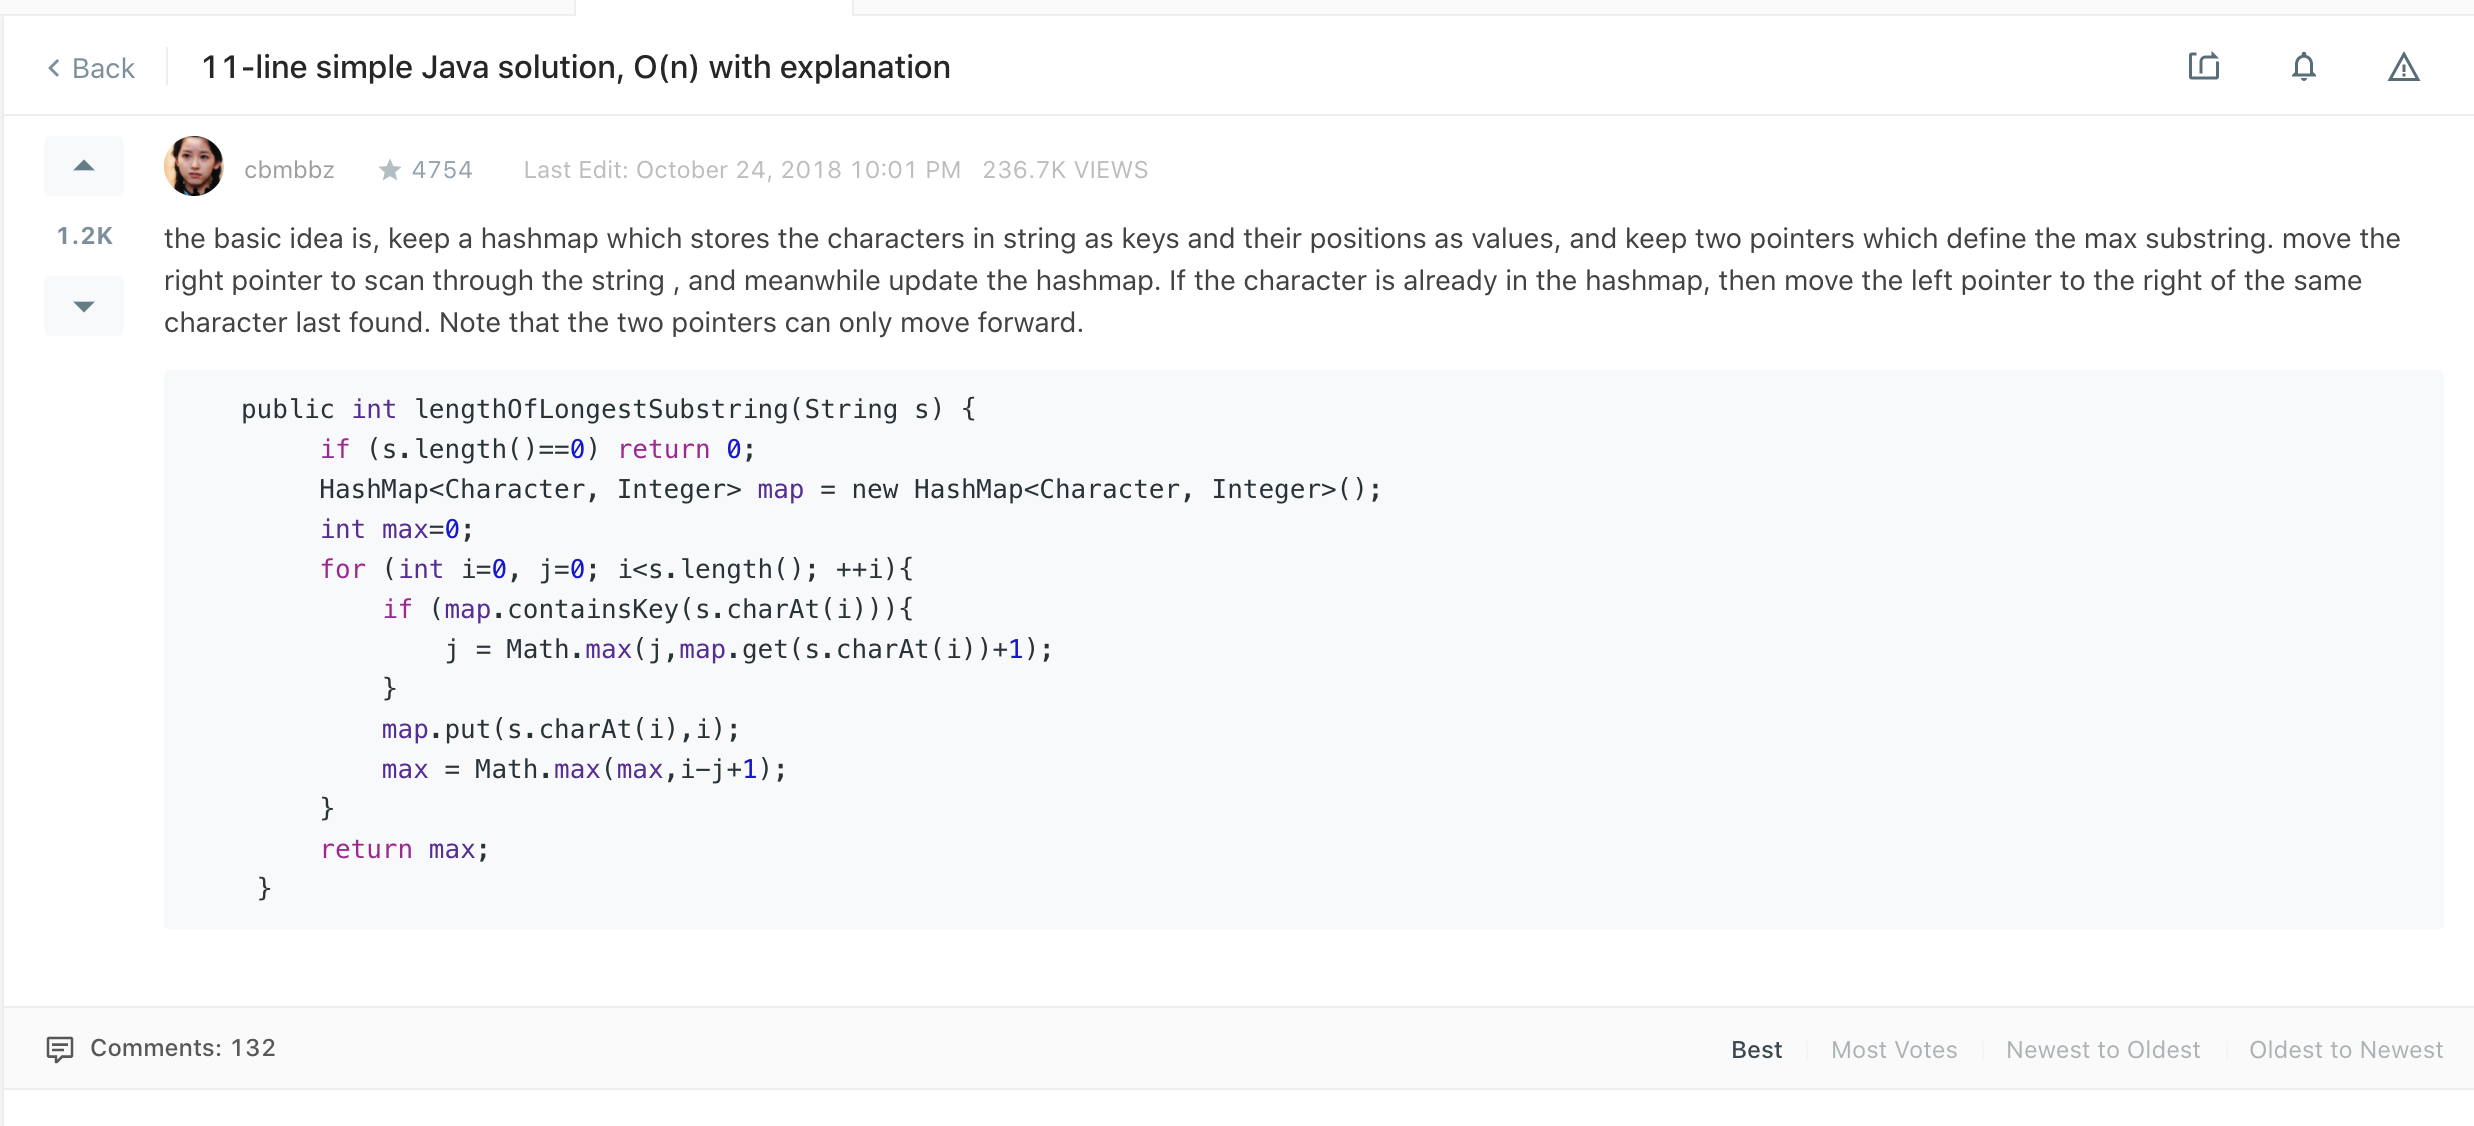 Back
11-line simple Java solution, O(n) with explanation
cbmbbz 4754 Last Edit: October 24, 2018 10:01 PM 236.7K VIEWS
1.2K
the basic idea is, keep a hashmap which stores the characters in string as keys and their positions as values, and keep two pointers which define the max substring. move the
right pointer to scan through the string , and meanwhile update the hashmap. If the character is already in the hashmap, then move the left pointer to the right of the same
character last found. Note that the two pointers can only move forward.
public int lengthOfLongestSubstring(String s) {
if (s.length()==0) return 0;
HashMap<Character, Integer> map = new HashMap<Character, Integer>();
int max=0;
for (int i=0, j=0; i<s.length(); ++i){
if (map.containsKey(s.charAt(i))){
j = Math.max(j,map.get(s.charAt(i))+1);
}
map.put(s.charAt(i),i);
max = Math.max(max,i-j+1);
}
return max;
}
Comments: 132
Best Most Votes Newest to Oldest Oldest to Newest